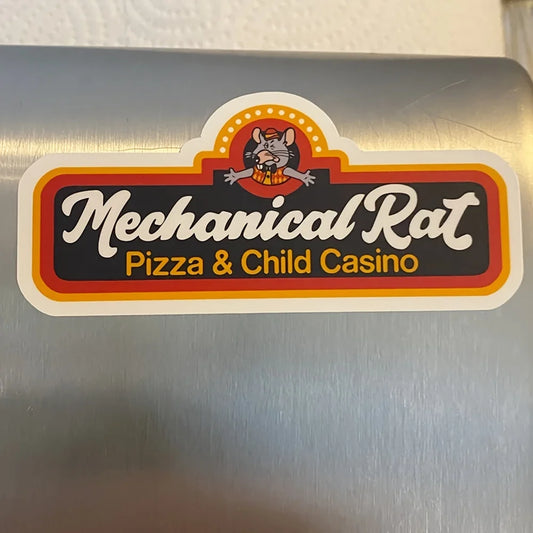 Mechanical Rat
Pizza & Child Casino